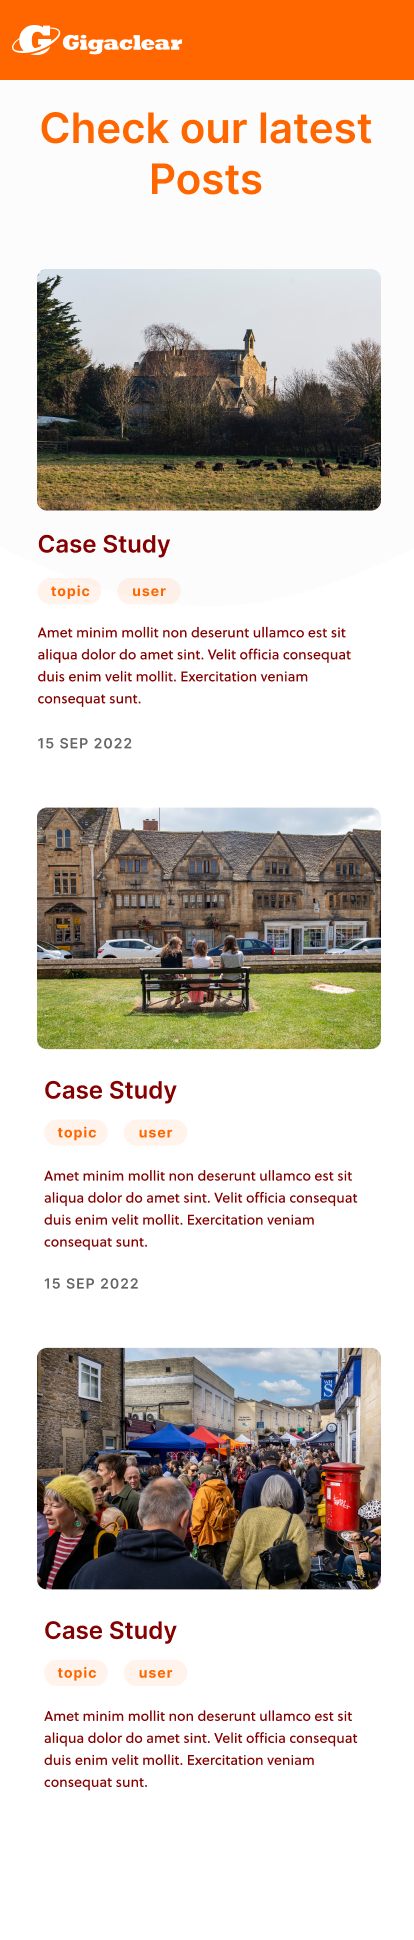 Gigaclear
Check our latest
Posts
Case Study
topic user
Amet minim mollit non deserunt ullamco est sit
aliqua dolor do amet sint. Velit officia consequat
duis enim velit mollit. Exercitation veniam
consequat sunt.
15 SEP 2022
Case Study
topic user
Amet minim mollit non deserunt ullamco est sit
aliqua dolor do amet sint. Velit officia consequat
duis enim velit mollit. Exercitation veniam
consequat sunt.
15 SEP 2022
Case Study
topic user
Amet minim mollit non deserunt ullamco est sit
aliqua dolor do amet sint. Velit officia consequat
duis enim velit mollit. Exercitation veniam
consequat sunt.